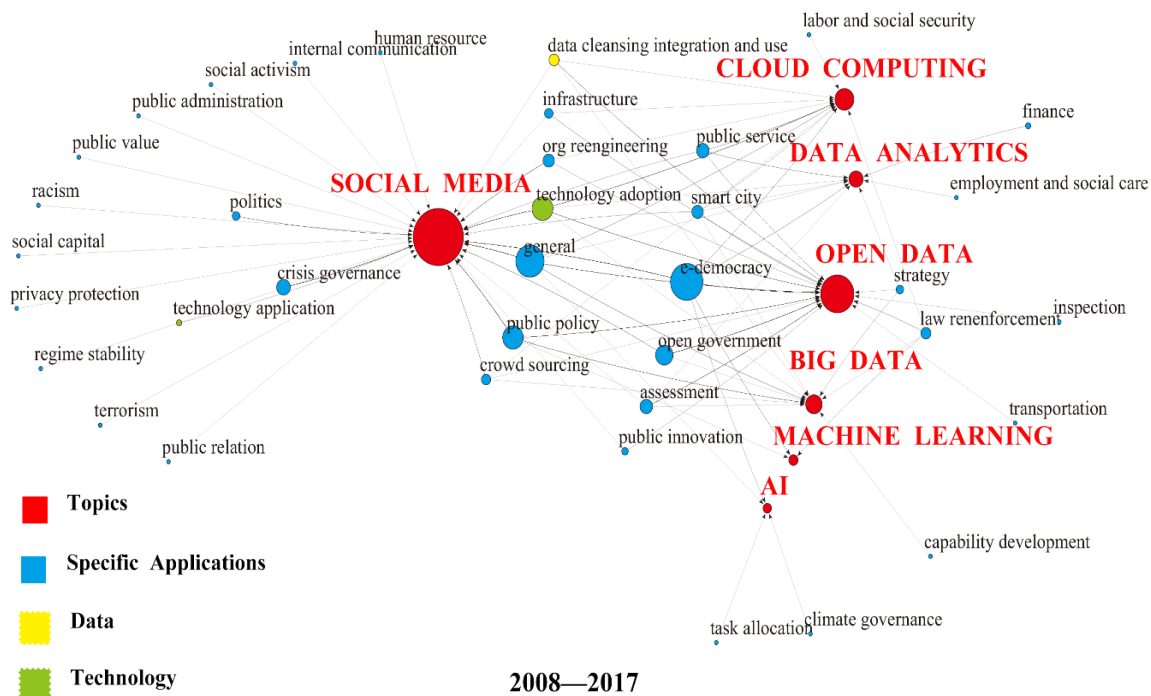 labor and social security
human resource
data cleansing integration and use
internal communication
CLOUD COMPUTING
social activism
public administration
infrastructure
finance
public value
org reengineering
public service
DATA ANALYTICS
racism
SOCIAL MEDIA
technology adoption
smart city
employment and social care
politics
social capital
general
OPEN DATA
crisis governance
e-democracy
strategy
privacy protection
technology application
public policy
law renenforcement
inspection
open government
regime stability
crowd sourcing
BIG DATA
assessment
terrorism
transportation
public relation
public innovation
MACHINE LEARNING
AI
Topics
capability development
Specific Applications
Data
task allocation
climate governance
Technology
2008—2017